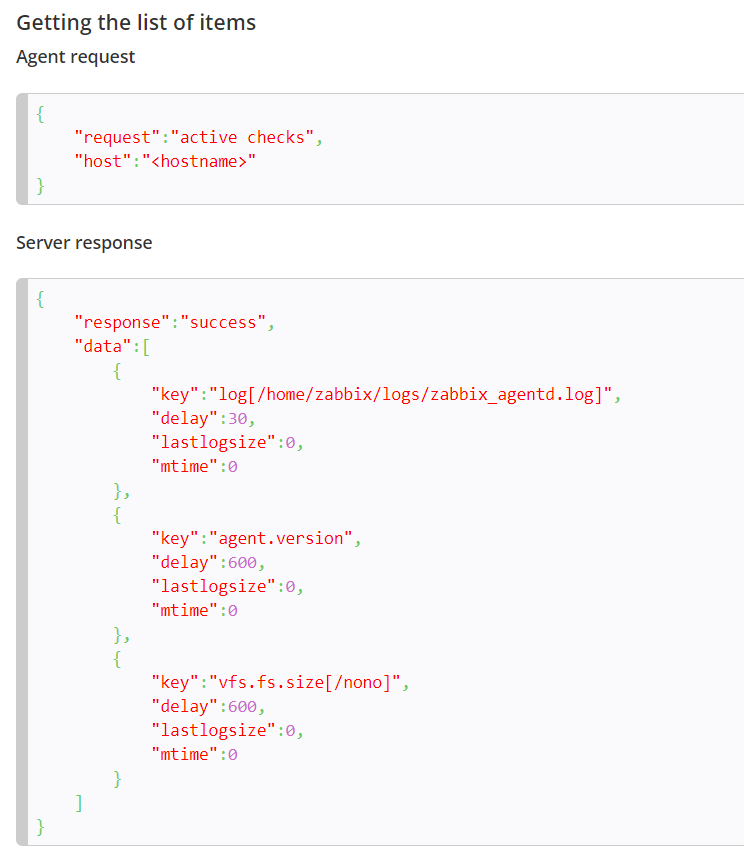 Getting the list of items
Agent request
{
    "request":"active checks",
    "host":"<hostname>"
}
Server response
{
    "response":"success",
    "data":[
        {
            "key":"log[/home/zabbix/logs/zabbix_agentd.log]",
            "delay":30,
            "lastlogsize":0,
            "mtime":0
        },
        {
            "key":"agent.version",
            "delay":600,
            "lastlogsize":0,
            "mtime":0
        },
        {
            "key":"vfs.fs.size[/nono]",
            "delay":600,
            "lastlogsize":0,
            "mtime":0
        }
    ]
}